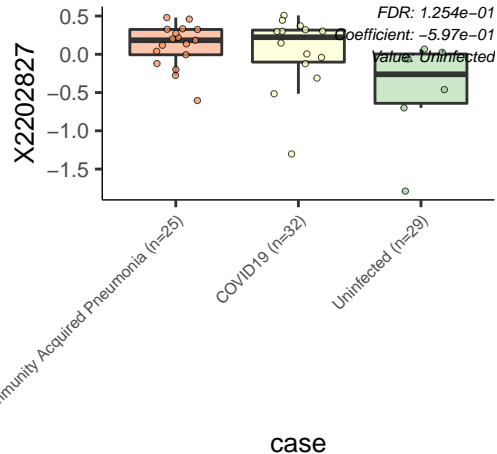 FDR: 1.254e−01
Coefficient: −5.97e−01
Value: Uninfected
X2202827
0.5
0.0
−0.5
−1.0
−1.5
Acquired Pneumonia (n=25)
COVID19 (n=32)
Uninfected (n=29)
case